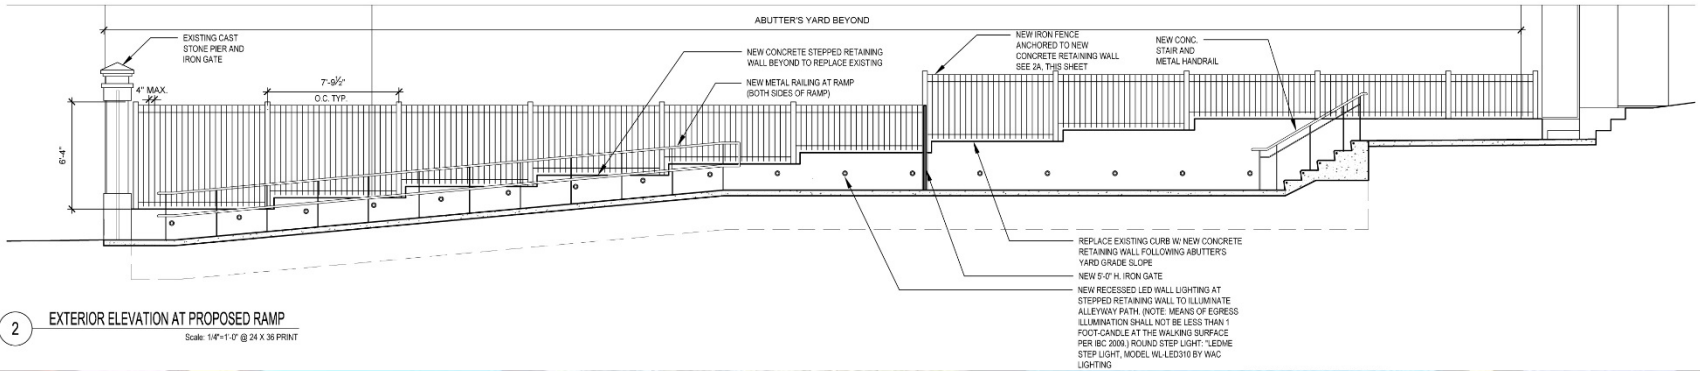 ABUTTER'S YARD BEYOND
EXISTING CAST
STONE PIER AND
IRON GATE
4" MAX.
7'-9½"
O.C. TYP.
6'-4"
NEW CONCRETE STEPPED RETAINING
WALL BEYOND TO REPLACE EXISTING
NEW METAL RAILING AT RAMP
(BOTH SIDES OF RAMP)
NEW IRON FENCE
ANCHORED TO NEW
CONCRETE RETAINING WALL
SEE 2A, THIS SHEET
NEW CONC.
STAIR AND
METAL HANDRAIL
REPLACE EXISTING CURB W/ NEW CONCRETE
RETAINING WALL FOLLOWING ABUTTER'S
YARD GRADE SLOPE
NEW 5'-0" H. IRON GATE
NEW RECESSED LED WALL LIGHTING AT
STEPPED RETAINING WALL TO ILLUMINATE
ALLEYWAY PATH. (NOTE: MEANS OF EGRESS
ILLUMINATION SHALL NOT BE LESS THAN 1
FOOT-CANDLE AT THE WALKING SURFACE
PER IBC 2009.) ROUND STEP LIGHT: "LEDME
STEP LIGHT, MODEL WL-LED310 BY WAC
LIGHTING
2
EXTERIOR ELEVATION AT PROPOSED RAMP
Scale: 1/4"=1'-0" @ 24 X 36 PRINT